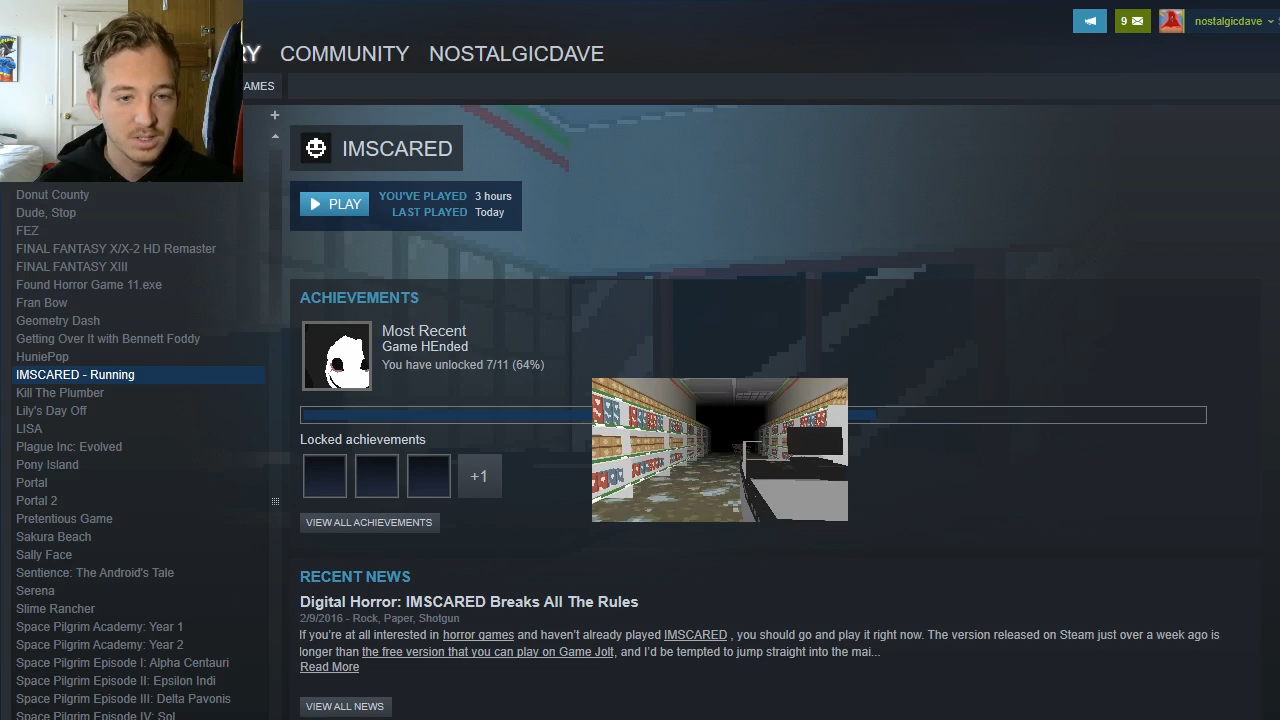 9
nostalgicdave
RY COMMUNITY NOSTALGICDAVE
AMES
IMSCARED
PLAY
YOU'VE PLAYED 3 hours
LAST PLAYED Today
ACHIEVEMENTS
Most Recent
Game HEnded
You have unlocked 7/11 (64%)
Locked achievements
+1
VIEW ALL ACHIEVEMENTS
RECENT NEWS
Digital Horror: IMSCARED Breaks All The Rules
2/9/2016 - Rock, Paper, Shotgun
If you're at all interested in horror games and haven't already played IMSCARED , you should go and play it right now. The version released on Steam just over a week ago is
longer than the free version that you can play on Game Jolt, and I'd be tempted to jump straight into the mai...
Read More
VIEW ALL NEWS
Donut County
Dude, Stop
FEZ
FINAL FANTASY X/X-2 HD Remaster
FINAL FANTASY XIII
Found Horror Game 11.exe
Fran Bow
Geometry Dash
Getting Over It with Bennett Foddy
HuniePop
IMSCARED - Running
Kill The Plumber
Lily's Day Off
LISA
Plague Inc: Evolved
Pony Island
Portal
Portal 2
Pretentious Game
Sakura Beach
Sally Face
Sentience: The Android's Tale
Serena
Slime Rancher
Space Pilgrim Academy: Year 1
Space Pilgrim Academy: Year 2
Space Pilgrim Episode I: Alpha Centauri
Space Pilgrim Episode II: Epsilon Indi
Space Pilgrim Episode III: Delta Pavonis
Space Pilgrim Episode IV: Sol